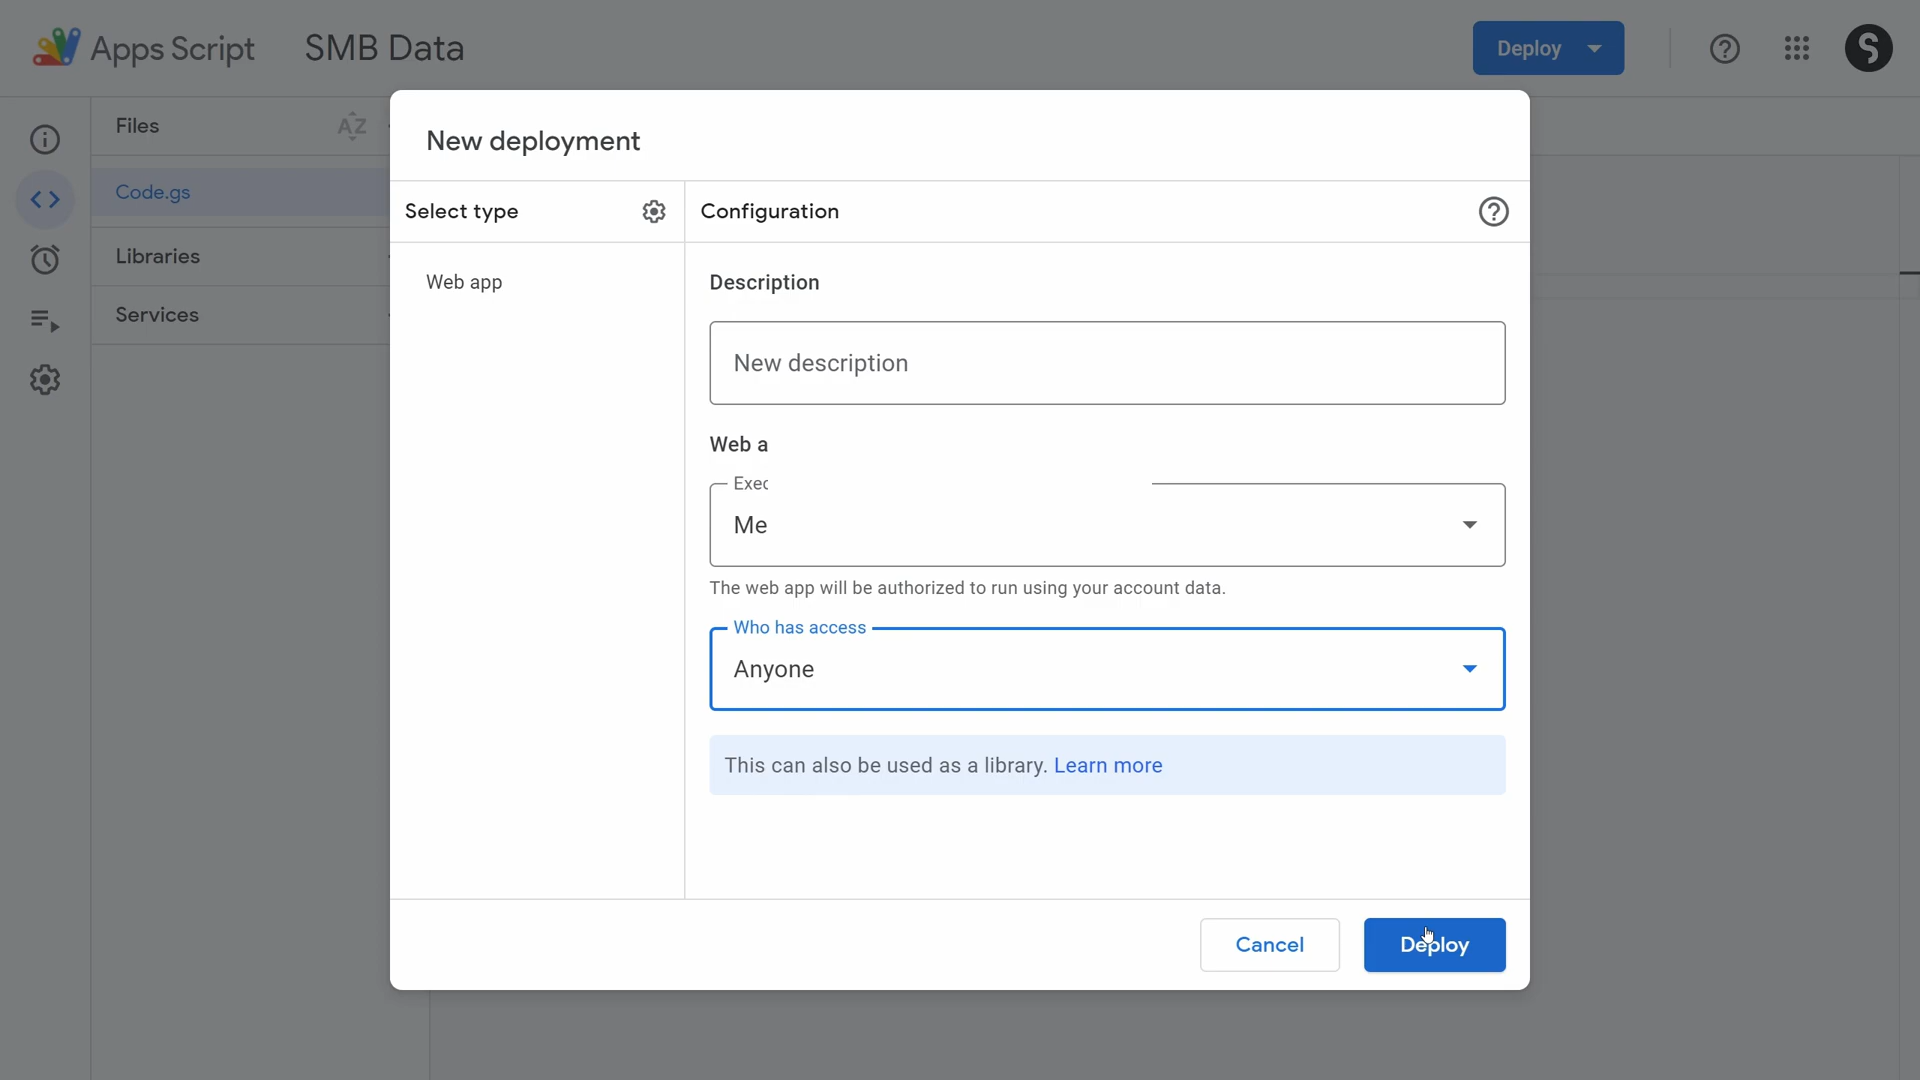 Apps Script
SMB Data
Deploy
Files
AZ
Code.gs
Libraries
Services
New deployment
Select type
Configuration
Web app
Description
New description
Web a
Exec
Me
The web app will be authorized to run using your account data.
Who has access
Anyone
This can also be used as a library. Learn more
Cancel
Deploy